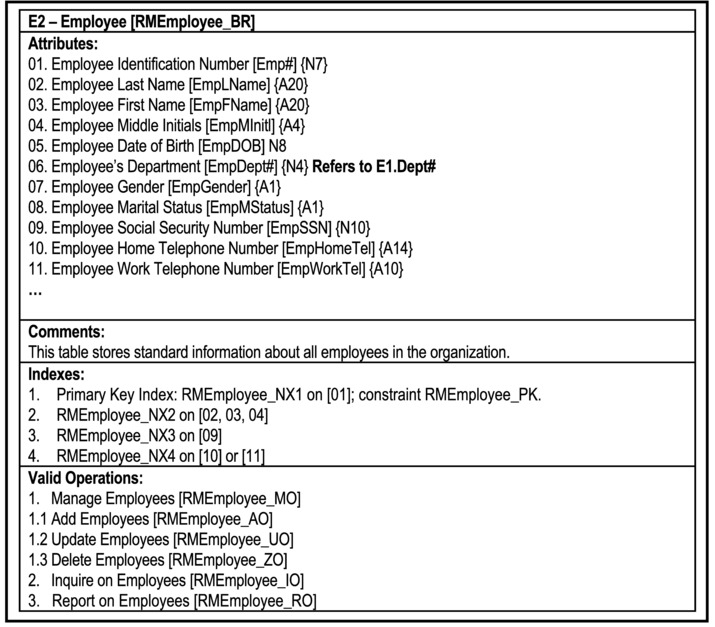 E2 – Employee [RMEmployee_BR]
Attributes:
01. Employee Identification Number [Emp#] {N7}
02. Employee Last Name [EmpLName] {A20}
03. Employee First Name [EmpFName] {A20}
04. Employee Middle Initials [EmpMInitl] {A4}
05. Employee Date of Birth [EmpDOB] N8
06. Employee's Department [EmpDept#] {N4} Refers to E1.Dept#
07. Employee Gender [EmpGender] {A1}
08. Employee Marital Status [EmpMStatus] {A1}
09. Employee Social Security Number [EmpSSN] {N10}
10. Employee Home Telephone Number [EmpHomeTel] {A14}
11. Employee Work Telephone Number [EmpWorkTel] {A10}
...
Comments:
This table stores standard information about all employees in the organization.
Indexes:
1. Primary Key Index: RMEmployee_NX1 on [01]; constraint RMEmployee_PK.
2. RMEmployee_NX2 on [02, 03, 04]
3. RMEmployee_NX3 on [09]
4. RMEmployee_NX4 on [10] or [11]
Valid Operations:
1. Manage Employees [RMEmployee_MO]
1.1 Add Employees [RMEmployee_AO]
1.2 Update Employees [RMEmployee_UO]
1.3 Delete Employees [RMEmployee_ZO]
2. Inquire on Employees [RMEmployee_IO]
3. Report on Employees [RMEmployee_RO]